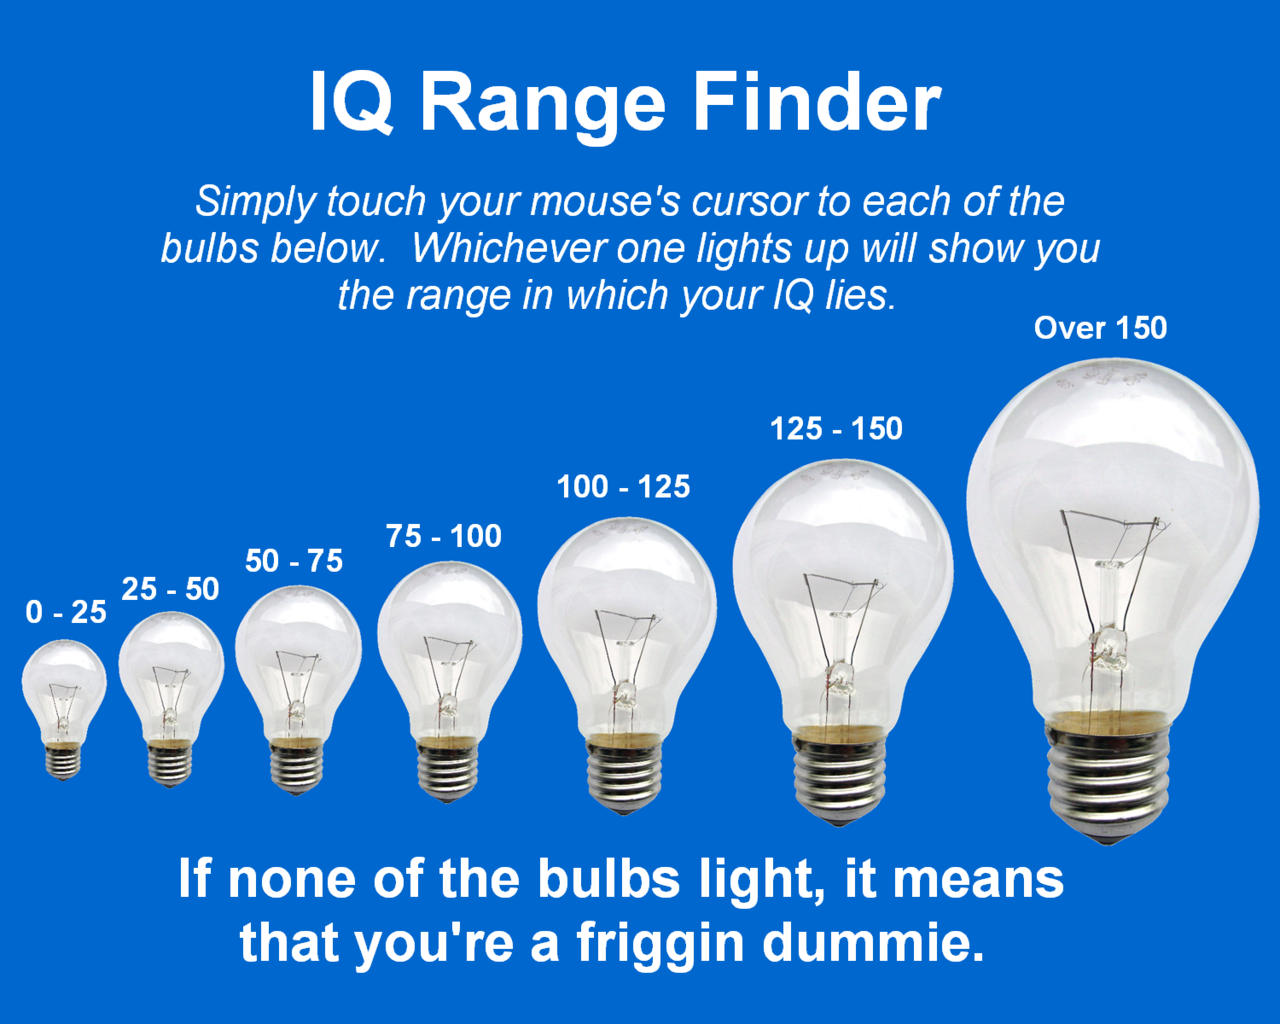 IQ Range Finder
Simply touch your mouse's cursor to each of the
bulbs below.  Whichever one lights up will show you
the range in which your IQ lies.
0 - 25
25 - 50
50 - 75
75 - 100
100 - 125
125 - 150
Over 150
If none of the bulbs light, it means
that you're a friggin dummie.